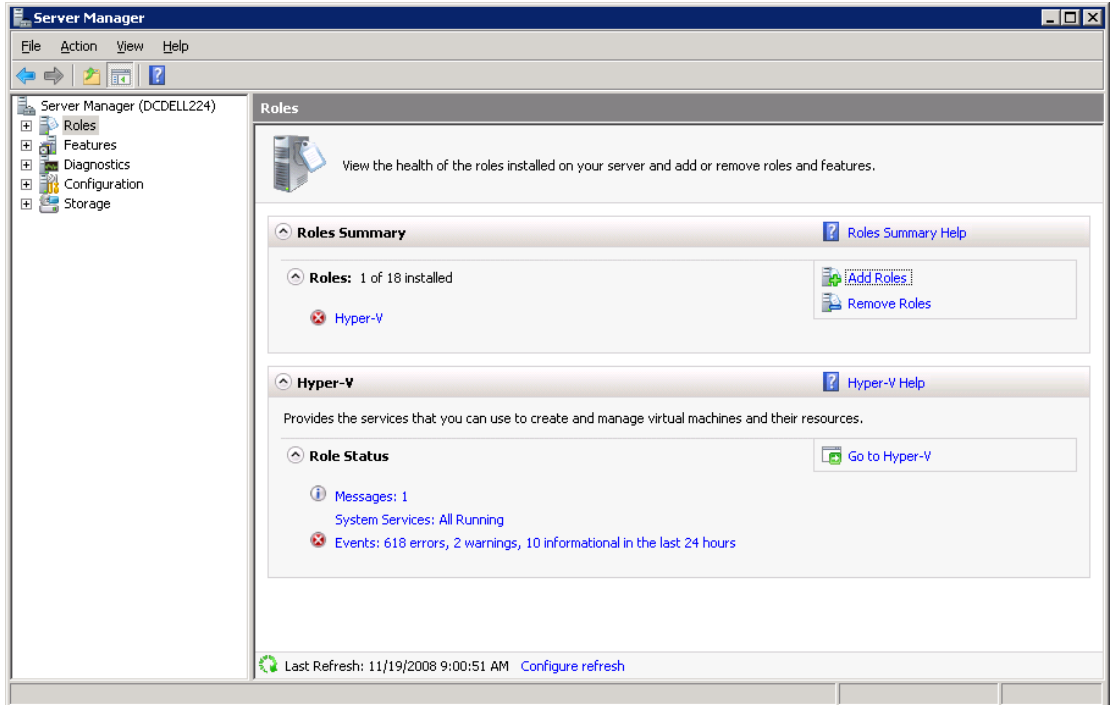 Server Manager
File Action View Help
Server Manager (DCDELL224)
Roles
Features
Diagnostics
Configuration
Storage
Roles
View the health of the roles installed on your server and add or remove roles and features.
Roles Summary
Roles Summary Help
Roles: 1 of 18 installed
Add Roles
Remove Roles
Hyper-V
Hyper-V
Hyper-V Help
Provides the services that you can use to create and manage virtual machines and their resources.
Role Status
Go to Hyper-V
Messages: 1
System Services: All Running
Events: 618 errors, 2 warnings, 10 informational in the last 24 hours
Last Refresh: 11/19/2008 9:00:51 AM Configure refresh